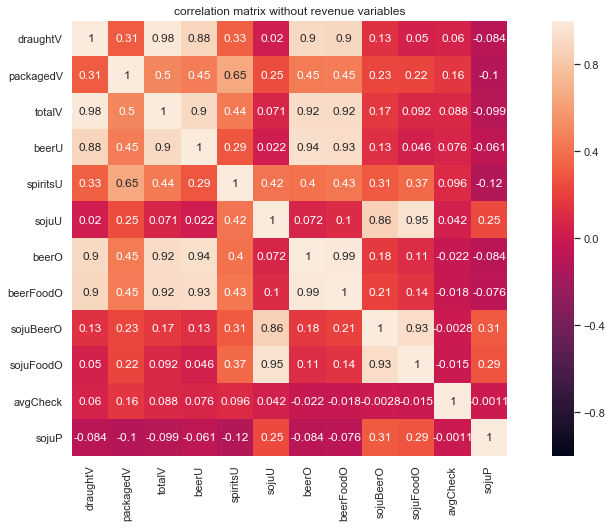 correlation matrix without revenue variables
draughtV 1 0.31 0.98 0.88 0.33 0.02 0.9 0.9 0.13 0.05 0.06 -0.084
packagedV 0.31 1 0.5 0.45 0.65 0.25 0.45 0.45 0.23 0.22 0.16 -0.1
totalV 0.98 0.5 1 0.9 0.44 0.071 0.92 0.92 0.17 0.092 0.088 -0.099
beerU 0.88 0.45 0.9 1 0.29 0.022 0.94 0.93 0.13 0.046 0.076 -0.061
spiritsU 0.33 0.65 0.44 0.29 1 0.42 0.4 0.43 0.31 0.37 0.096 -0.12
sojuU 0.02 0.25 0.071 0.022 0.42 1 0.072 0.1 0.86 0.95 0.042 0.25
beerO 0.9 0.45 0.92 0.94 0.4 0.072 1 0.99 0.18 0.11 -0.022 -0.084
beerFoodO 0.9 0.45 0.92 0.93 0.43 0.1 0.99 1 0.21 0.14 -0.018 -0.076
sojuBeerO 0.13 0.23 0.17 0.13 0.31 0.86 0.18 0.21 1 0.93 -0.0028 0.31
sojuFoodO 0.05 0.22 0.092 0.046 0.37 0.95 0.11 0.14 0.93 1 -0.015 0.29
avgCheck 0.06 0.16 0.088 0.076 0.096 0.042 -0.022 -0.018 -0.0028 -0.015 1 -0.0011
sojuP -0.084 -0.1 -0.099 -0.061 -0.12 0.25 -0.084 -0.076 0.31 0.29 -0.0011 1
draughtV packagedV totalV beerU spiritsU sojuU beerO beerFoodO sojuBeerO sojuFoodO avgCheck sojuP
0.8
0.4
0.0
-0.4
-0.8